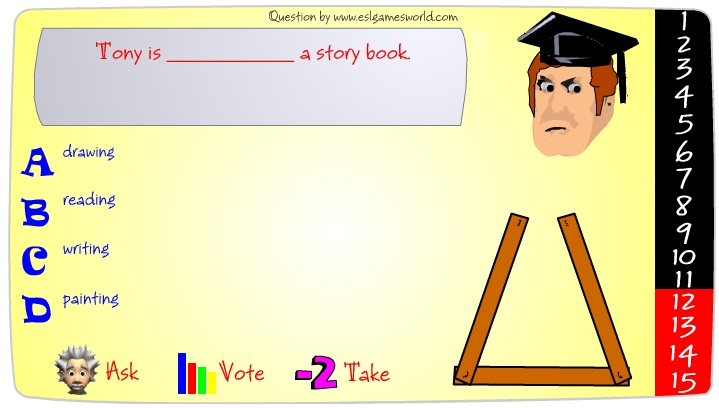 Question by www.eslgamesworld.com
Tony is ______________ a story book.
A drawing
B reading
C writing
D painting
Ask
Vote
-2 Take
1
2
3
4
5
6
7
8
9
10
11
12
13
14
15